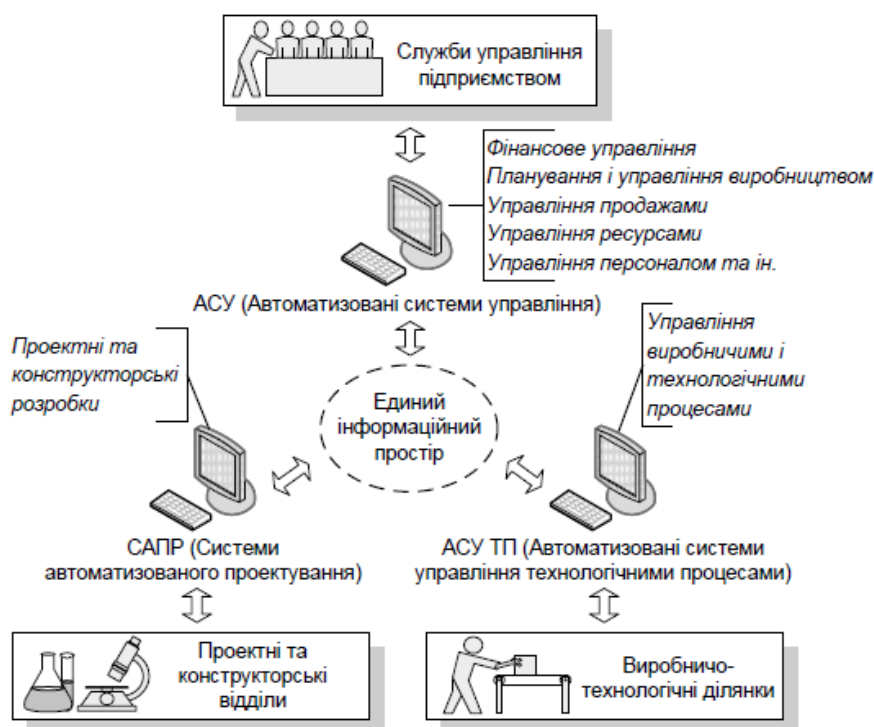 Служби управління
підприємством
Фінансове управління
Планування і управління виробництвом
Управління продажами
Управління ресурсами
Управління персоналом та ін.
АСУ (Автоматизовані системи управління)
Проектні та
конструкторські
розробки
Управління
виробничими і
технологічними
процесами
Единий
інформаційний
простір
САПР (Системи
автоматизованого проектування)
АСУ ТП (Автоматизовані системи
управління технологічними процесами)
Проектні та
конструкторські
відділи
Виробничо-
технологічні ділянки